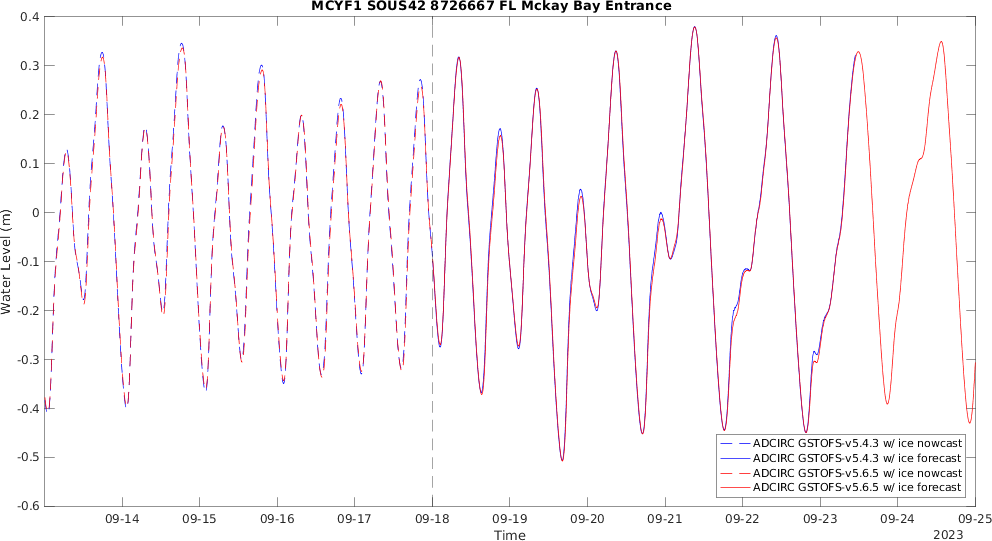 MCYF1 SOUS42 8726667 FL Mckay Bay Entrance
0.4
0.3
0.2
0.1
0
-0.1
-0.2
-0.3
-0.4
-0.5
-0.6
Water Level (m)
ADCIRC GSTOFS-v5.4.3 w/ ice nowcast
ADCIRC GSTOFS-v5.4.3 w/ ice forecast
ADCIRC GSTOFS-v5.6.5 w/ ice nowcast
ADCIRC GSTOFS-v5.6.5 w/ ice forecast
09-14 09-15 09-16 09-17 09-18 09-19 09-20 09-21 09-22 09-23 09-24 09-25
Time
2023